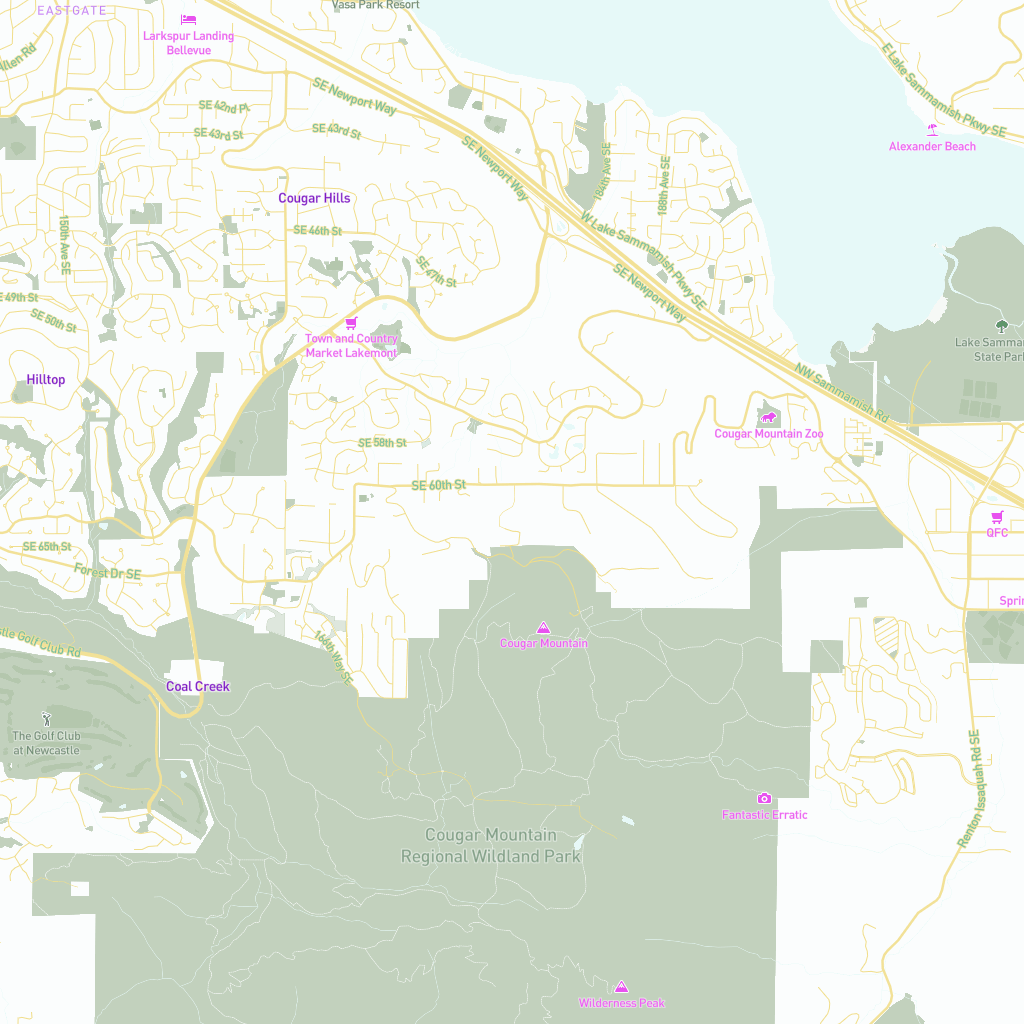 Vasa Park Resort
EASTGATE
Larkspur Landing
Bellevue
Allen Rd
SE Newport Way
SE 42nd Pl
SE 43rd St
SE 43rd St
SE Newport Way
E Lake Sammamish Pkwy SE
Alexander Beach
184th Ave SE
188th Ave SE
Cougar Hills
150th Ave SE
SE 46th St
W Lake Sammamish Pkwy SE
SE 47th St
SE Newport Way
SE 49th St
SE 50th St
Town and Country
Market Lakemont
Lake Samma
State Park
Hilltop
NW Sammamish Rd
Cougar Mountain Zoo
SE 58th St
SE 60th St
QFC
SE 65th St
Forest Dr SE
Sprin
stle Golf Club Rd
166th Way SE
Cougar Mountain
Coal Creek
The Golf Club
at Newcastle
Renton Issaquah Rd SE
Fantastic Erratic
Cougar Mountain
Regional Wildland Park
Wilderness Peak